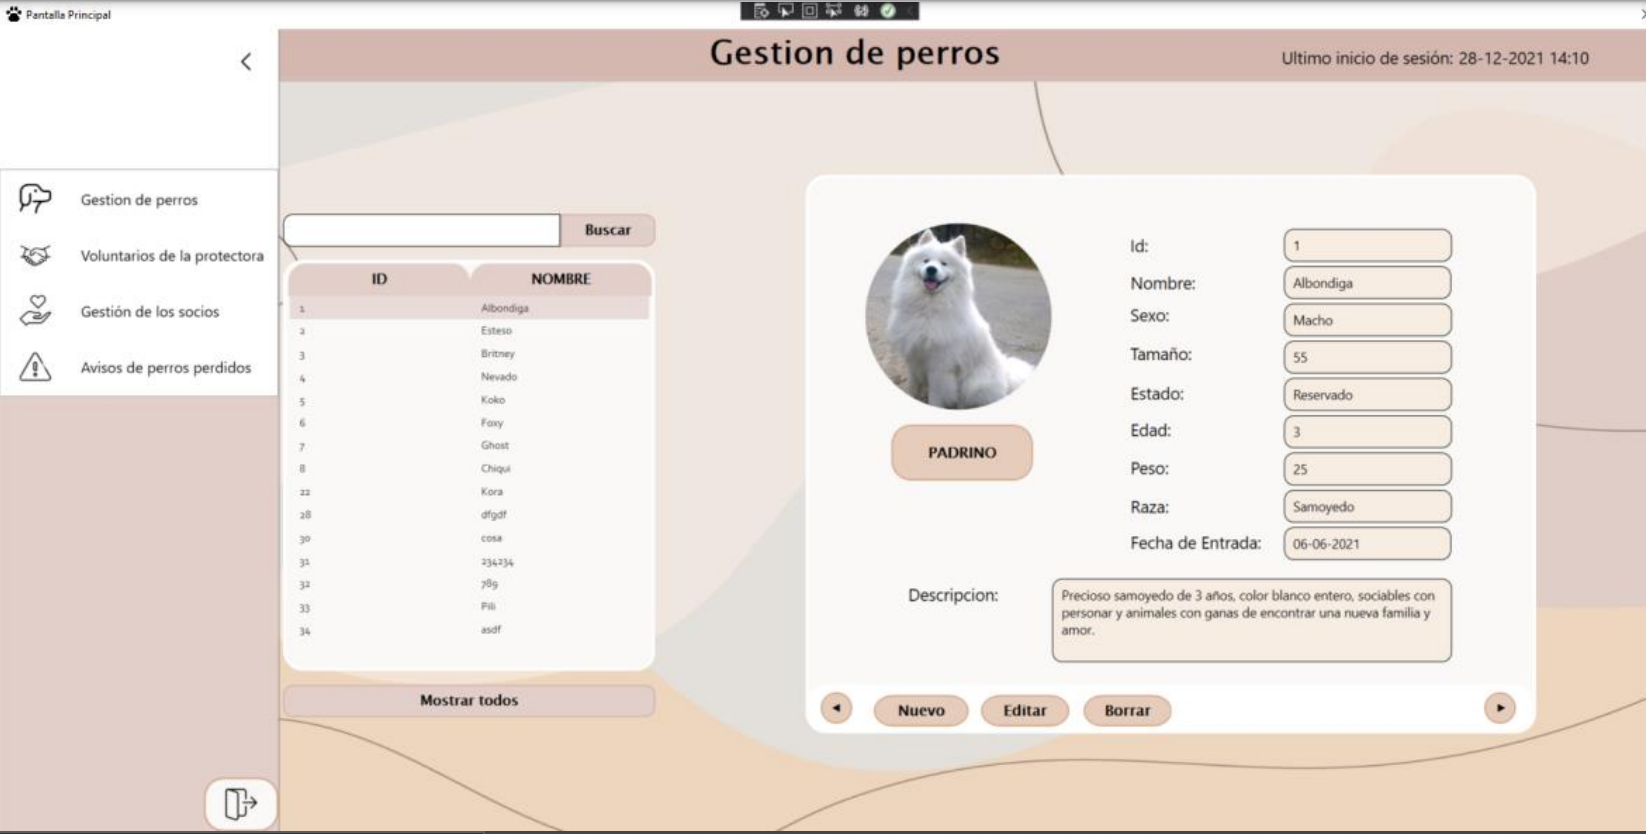 Pantalla Principal
Gestion de perros
Ultimo inicio de sesión: 28-12-2021 14:10
Gestion de perros
Voluntarios de la protectora
Gestión de los socios
Avisos de perros perdidos
Buscar
ID NOMBRE
1 Albondiga
2 Esteso
3 Britney
4 Nevado
5 Koko
6 Foxy
7 Ghost
8 Chiqui
22 Kora
28 dfgdf
30 cosa
31 234234
32 789
33 Pili
34 asdf
Mostrar todos
PADRINO
Id: 1
Nombre: Albondiga
Sexo: Macho
Tamaño: 55
Estado: Reservado
Edad: 3
Peso: 25
Raza: Samoyedo
Fecha de Entrada: 06-06-2021
Descripcion:
Precioso samoyedo de 3 años, color blanco entero, sociables con
personar y animales con ganas de encontrar una nueva familia y
amor.
Nuevo Editar Borrar